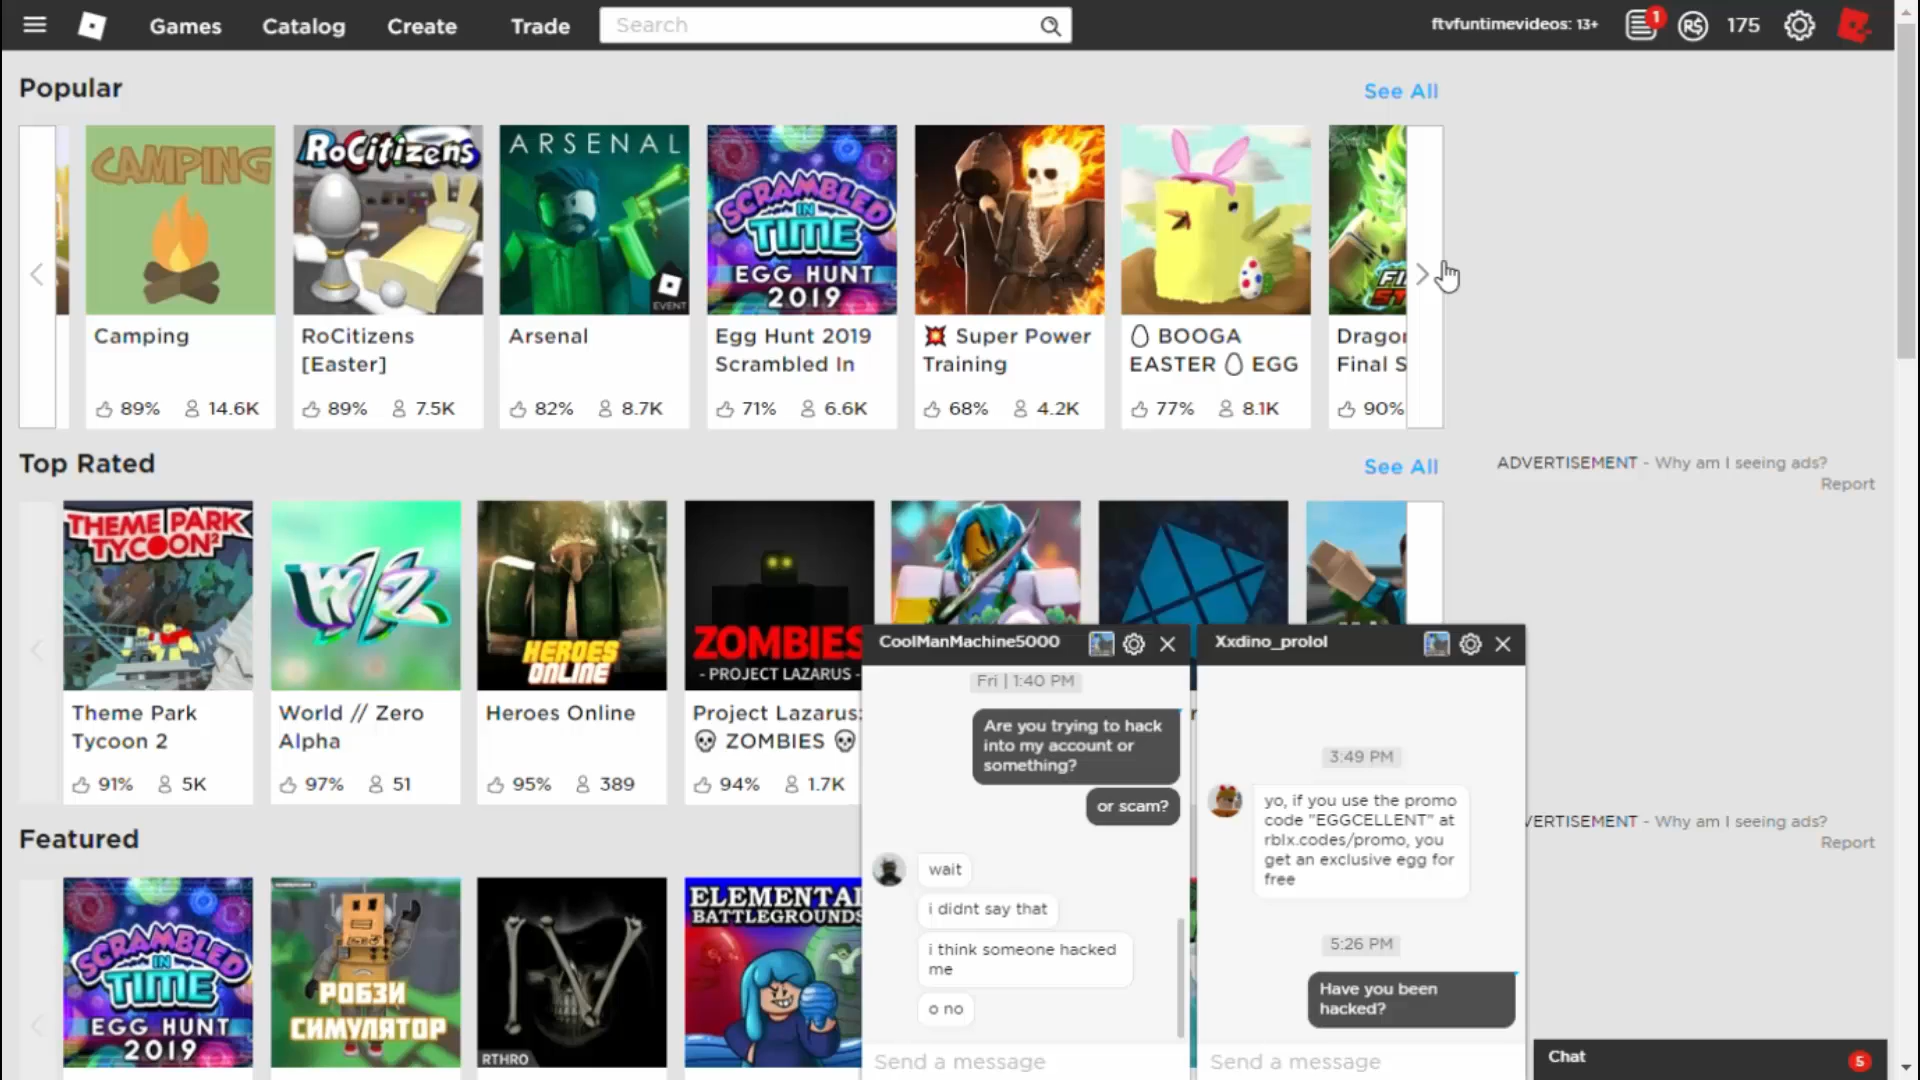 Games
Catalog
Create
Trade
Search
ftvfuntimevideos: 13+
1
R$
175
Popular
See All
CAMPING
RoCitizens
ARSENAL
EVENT
SCRAMBLED
IN
TIME
EGG HUNT
2019
Camping
RoCitizens
[Easter]
Arsenal
Egg Hunt 2019
Scrambled In
💥 Super Power
Training
BOOGA
EASTER EGG
Drago
Final S
89%
14.6K
89%
7.5K
82%
8.7K
71%
6.6K
68%
4.2K
77%
8.1K
90%
Top Rated
See All
ADVERTISEMENT - Why am I seeing ads?
Report
THEME PARK
TYCOON²
W//Z
HEROES
ONLINE
ZOMBIES
- PROJECT LAZARUS -
Theme Park
Tycoon 2
World // Zero
Alpha
Heroes Online
Project Lazarus:
💀 ZOMBIES 💀
91%
5K
97%
51
95%
389
94%
1.7K
CoolManMachine5000
Fri | 1:40 PM
Are you trying to hack
into my account or
something?
or scam?
wait
i didnt say that
i think someone hacked
me
o no
Send a message
Xxdino_prolol
3:49 PM
yo, if you use the promo
code "EGGCELLENT" at
rblx.codes/promo, you
get an exclusive egg for
free
5:26 PM
Have you been
hacked?
Send a message
VERTISEMENT - Why am I seeing ads?
Report
Featured
SCRAMBLED
IN
TIME
EGG HUNT
2019
РОБЗИ
СИМУЛЯТОР
RTHRO
ELEMENTA
BATTLEGROUNDS
Chat
5